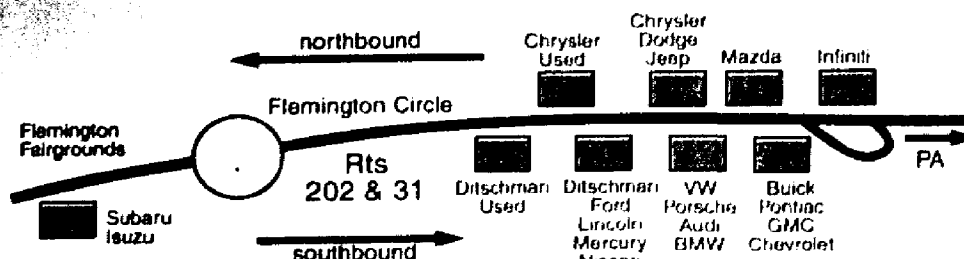 northbound
Chrysler
Used
Chrysler
Dodge
Jeep
Mazda
Infiniti
Flemington Circle
Flemington
Fairgrounds
Rts
202 & 31
PA
Subaru
Isuzu
Ditschman
Used
Ditschman
Ford
Lincoln
Mercury
VW
Porsche
Audi
BMW
Buick
Pontiac
GMC
Chevrolet
southbound